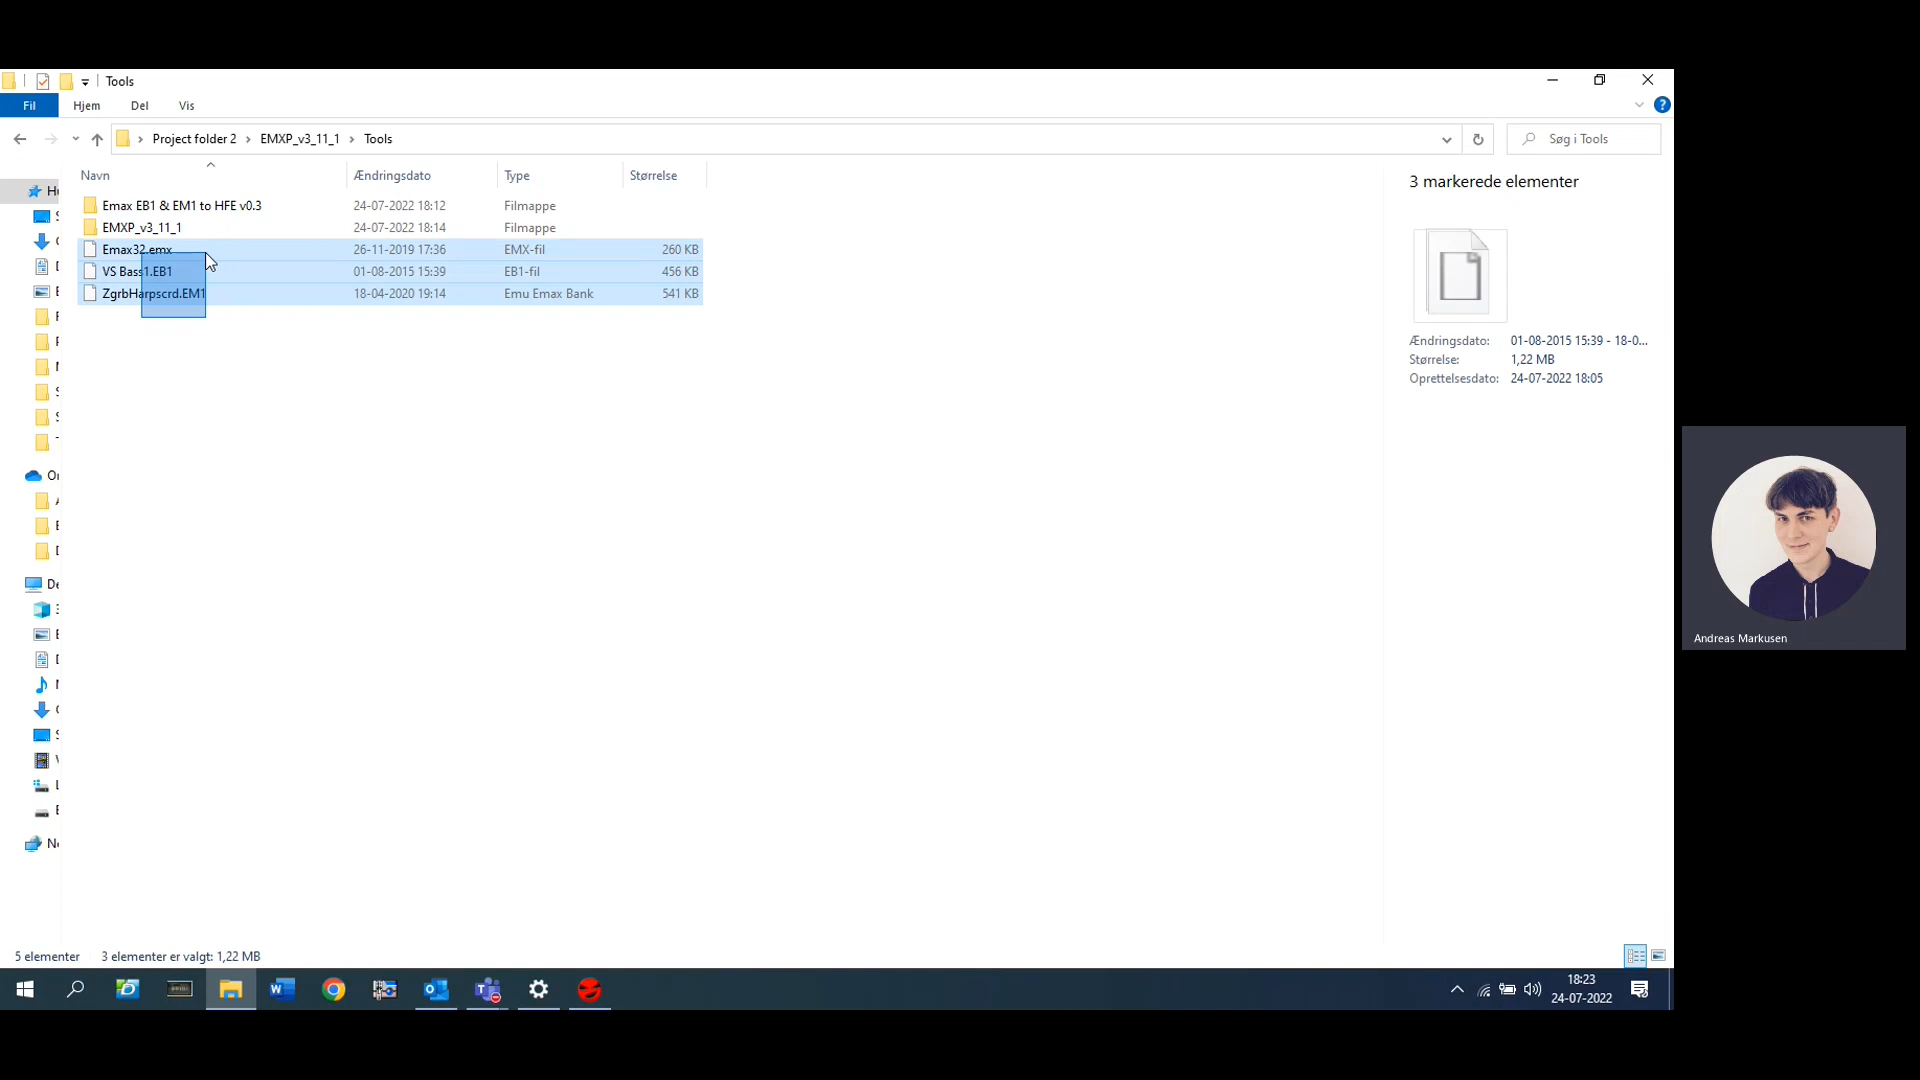 Tools
Fil Hjem Del Vis
Project folder 2 EMXP_v3_11_1 Tools
Søg i Tools
Navn Ændringsdato Type Størrelse
Emax EB1 & EM1 to HFE v0.3 24-07-2022 18:12 Filmappe
EMXP_v3_11_1 24-07-2022 18:14 Filmappe
Emax32.emx 26-11-2019 17:36 EMX-fil 260 KB
VS Bass1.EB1 01-08-2015 15:39 EB1-fil 456 KB
ZgrbHarpscrd.EM1 18-04-2020 19:14 Emu Emax Bank 541 KB
3 markerede elementer
Ændringsdato: 01-08-2015 15:39 - 18-0...
Størrelse: 1,22 MB
Oprettelsesdato: 24-07-2022 18:05
Andreas Markusen
5 elementer 3 elementer er valgt: 1,22 MB
18:23
24-07-2022